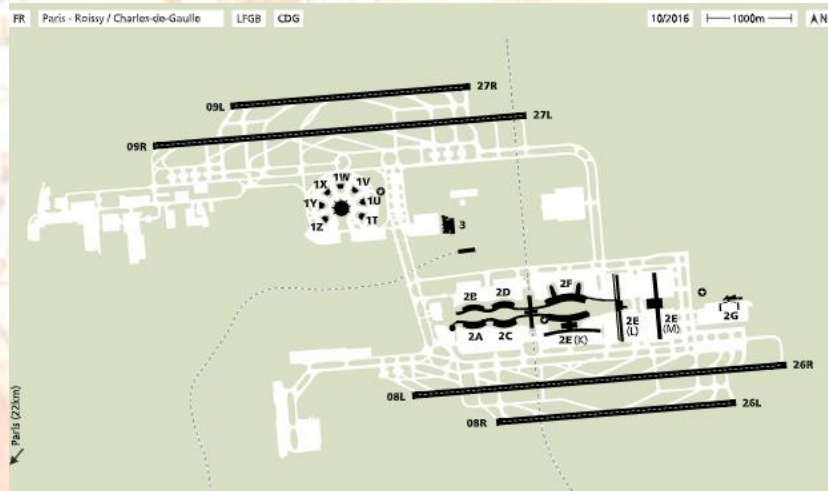 FR Paris - Roissy / Charles-de-Gaulle LFGB CDG 10/2016 1000m N
27R
09L
27L
09R
1W
1X 1V
1Y 1U
1Z 1T
3
2B 2D 2F
2G
2A 2C 2E (K) 2E (L) 2E (M)
26R
08L
26L
08R
Paris (22km)